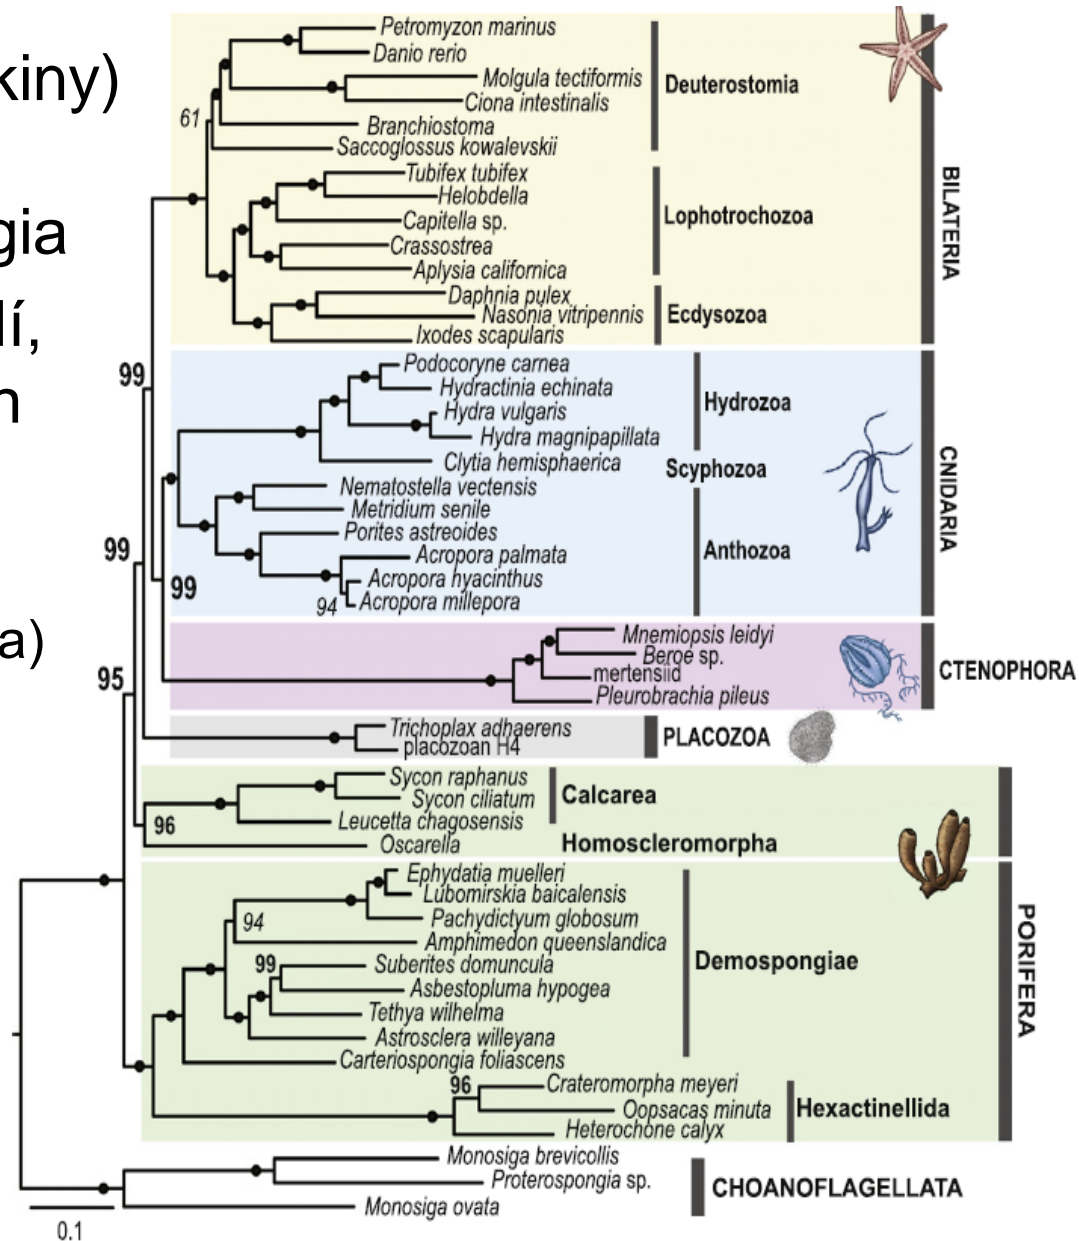 kiny)
gia
lí,
n
a)
Petromyzon marinus
Danio rerio
Molgula tectiformis
Ciona intestinalis
Branchiostoma
Saccoglossus kowalevskii
61
Deuterostomia
Tubifex tubifex
Helobdella
Capitella sp.
Crassostrea
Aplysia californica
Lophotrochozoa
Daphnia pulex
Nasonia vitripennis
Ixodes scapularis
Ecdysozoa
BILATERIA
99
Podocoryne carnea
Hydractinia echinata
Hydra vulgaris
Hydra magnipapillata
Clytia hemisphaerica
Hydrozoa
Scyphozoa
Nematostella vectensis
Metridium senile
Porites astreoides
Acropora palmata
Acropora hyacinthus
Acropora millepora
94
Anthozoa
CNIDARIA
99
99
Mnemiopsis leidyi
Beroe sp.
mertensiid
Pleurobrachia pileus
CTENOPHORA
95
Trichoplax adhaerens
placozoan H4
PLACOZOA
Sycon raphanus
Sycon ciliatum
Leucetta chagosensis
Calcarea
96
Oscarella
Homoscleromorpha
Ephydatia muelleri
Lubomirskia baicalensis
Pachydictyum globosum
94
Amphimedon queenslandica
99
Suberites domuncula
Asbestopluma hypogea
Tethya wilhelma
Astrosclera willeyana
Carteriospongia foliascens
Demospongiae
96
Crateromorpha meyeri
Oopsacas minuta
Heterochone calyx
Hexactinellida
PORIFERA
Monosiga brevicollis
Proterospongia sp.
Monosiga ovata
CHOANOFLAGELLATA
0.1